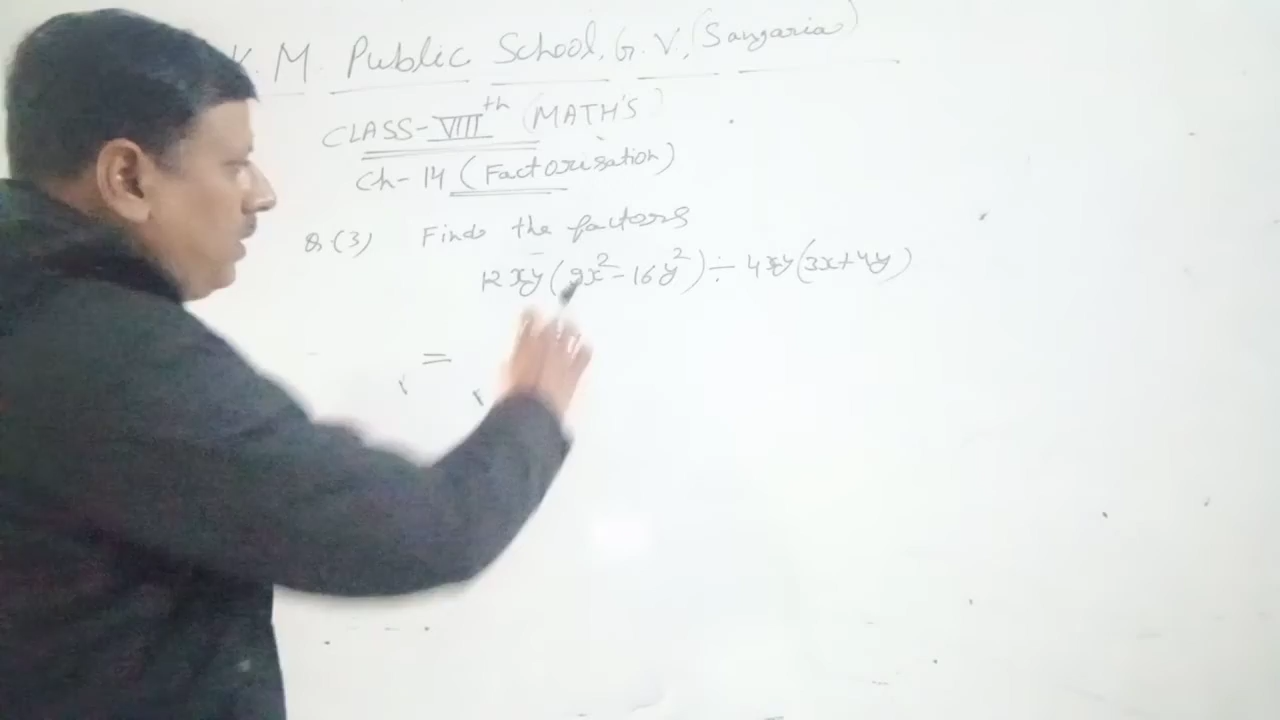 K. M. Public School, G. V, (Sangaria)
CLASS-VIIIth (MATH'S)
Ch-14 (Factorisation)
Q.(3) Find the factors
12xy(9x²-16y²)÷4xy(3x+4y)
=